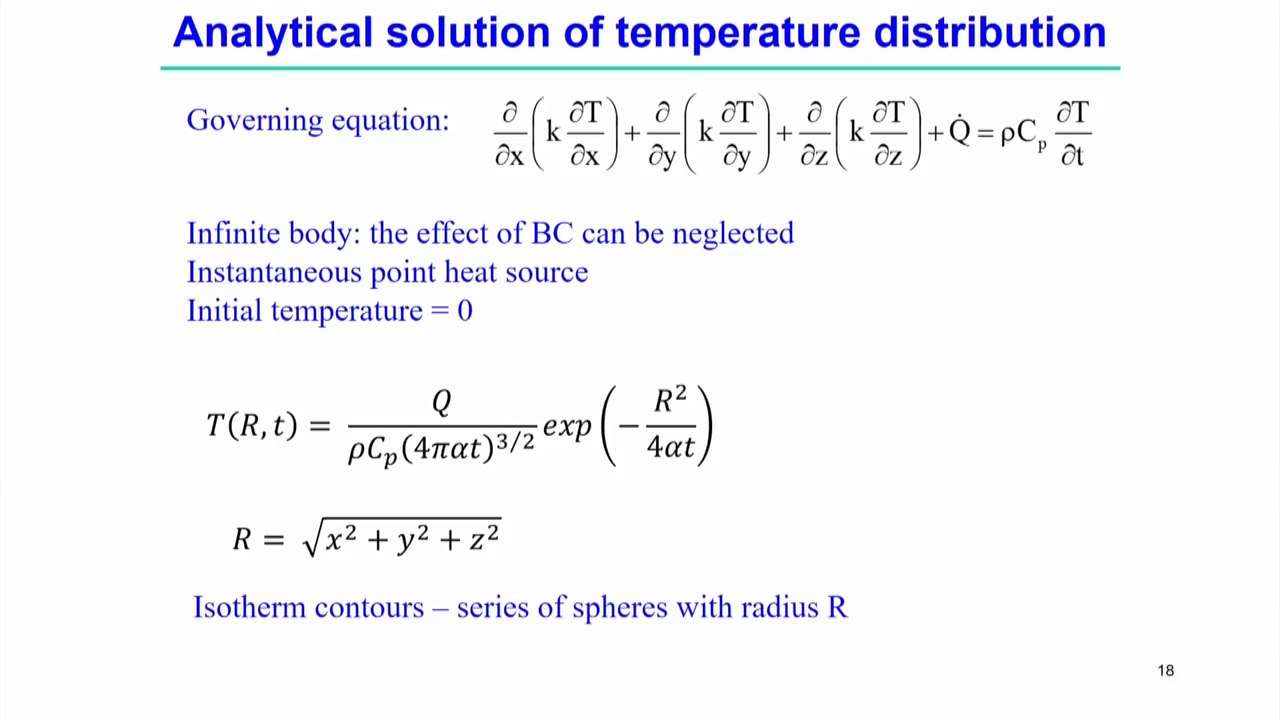 Analytical solution of temperature distribution
Governing equation: ∂/∂x (k ∂T/∂x) + ∂/∂y (k ∂T/∂y) + ∂/∂z (k ∂T/∂z) + Q̇ = ρC_p ∂T/∂t
Infinite body: the effect of BC can be neglected
Instantaneous point heat source
Initial temperature = 0
T(R, t) = Q / (ρC_p(4παt)^{3/2}) exp(− R²/4αt)
R = √(x² + y² + z²)
Isotherm contours – series of spheres with radius R
18